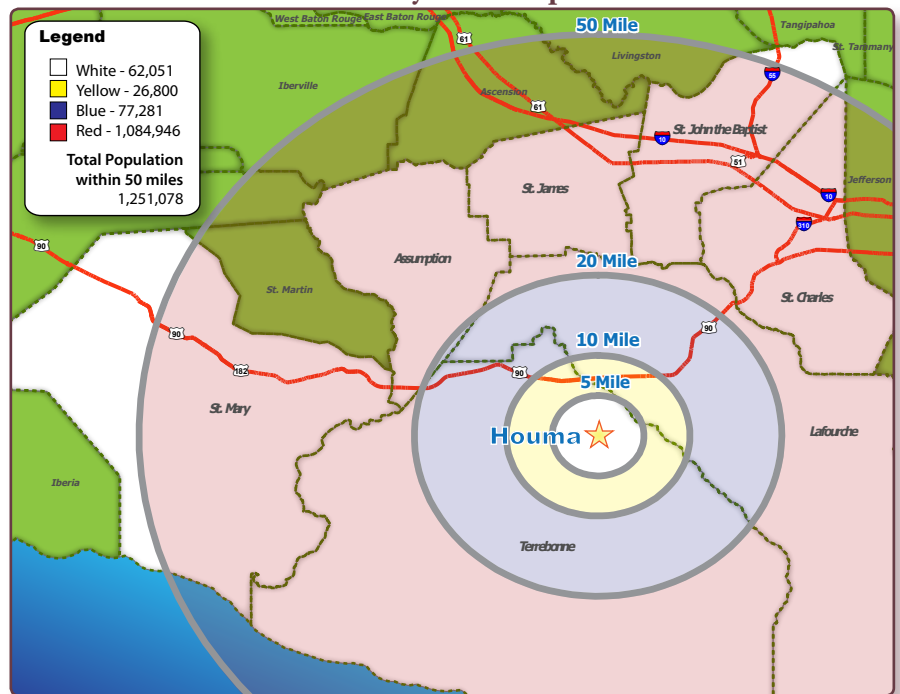 Legend
White - 62,051
Yellow - 26,800
Blue - 77,281
Red - 1,084,946
Total Population
within 50 miles
1,251,078
West Baton Rouge
East Baton Rouge
61
50 Mile
Tangipahoa
St. Tammany
Livingston
55
Iberville
Ascension
61
10
St. John the Baptist
51
Jefferson
St. James
10
310
90
Assumption
20 Mile
St. Martin
St. Charles
90
90
10 Mile
182
90
5 Mile
St. Mary
Houma
Lafourche
Iberia
Terrebonne